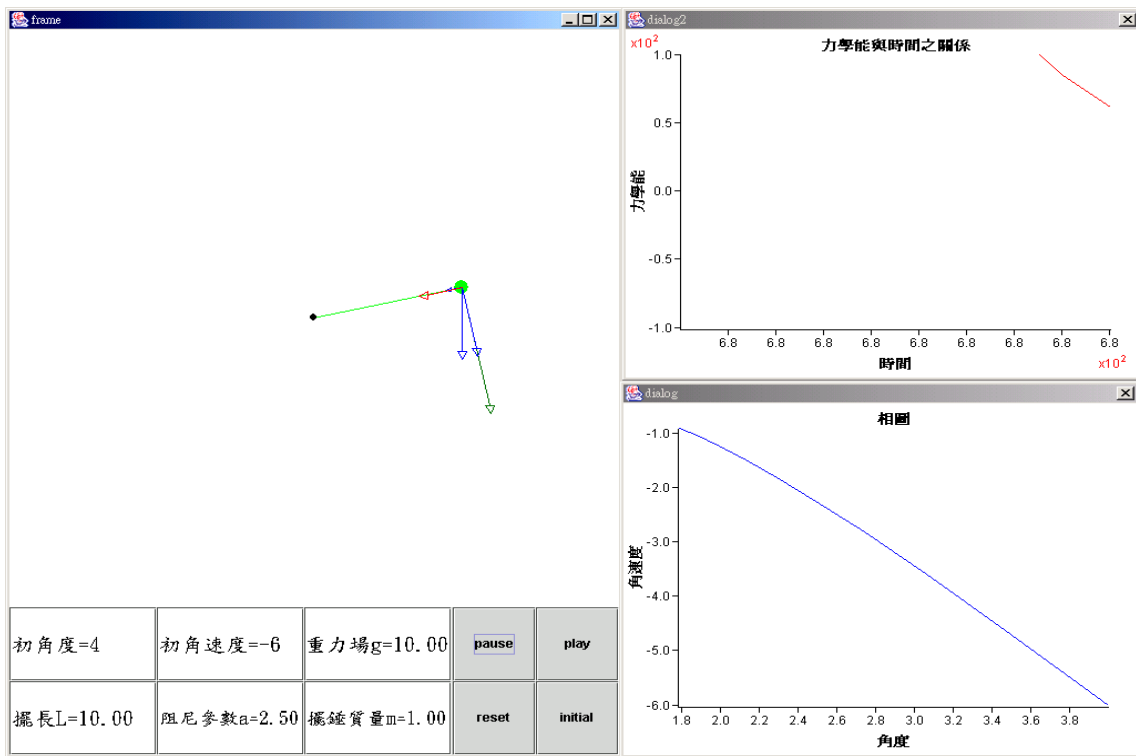 frame
初角度=4
初角速度=-6
重力場g=10.00
pause
play
擺長L=10.00
阻尼參數a=2.50
擺錘質量m=1.00
reset
initial
dialog2
力學能與時間之關係
x10²
1.0
0.5
0.0
-0.5
-1.0
力學能
6.8 6.8 6.8 6.8 6.8 6.8 6.8 6.8 6.8
時間
x10²
dialog
相圖
-1.0
-2.0
-3.0
-4.0
-5.0
-6.0
角速度
1.8 2.0 2.2 2.4 2.6 2.8 3.0 3.2 3.4 3.6 3.8
角度